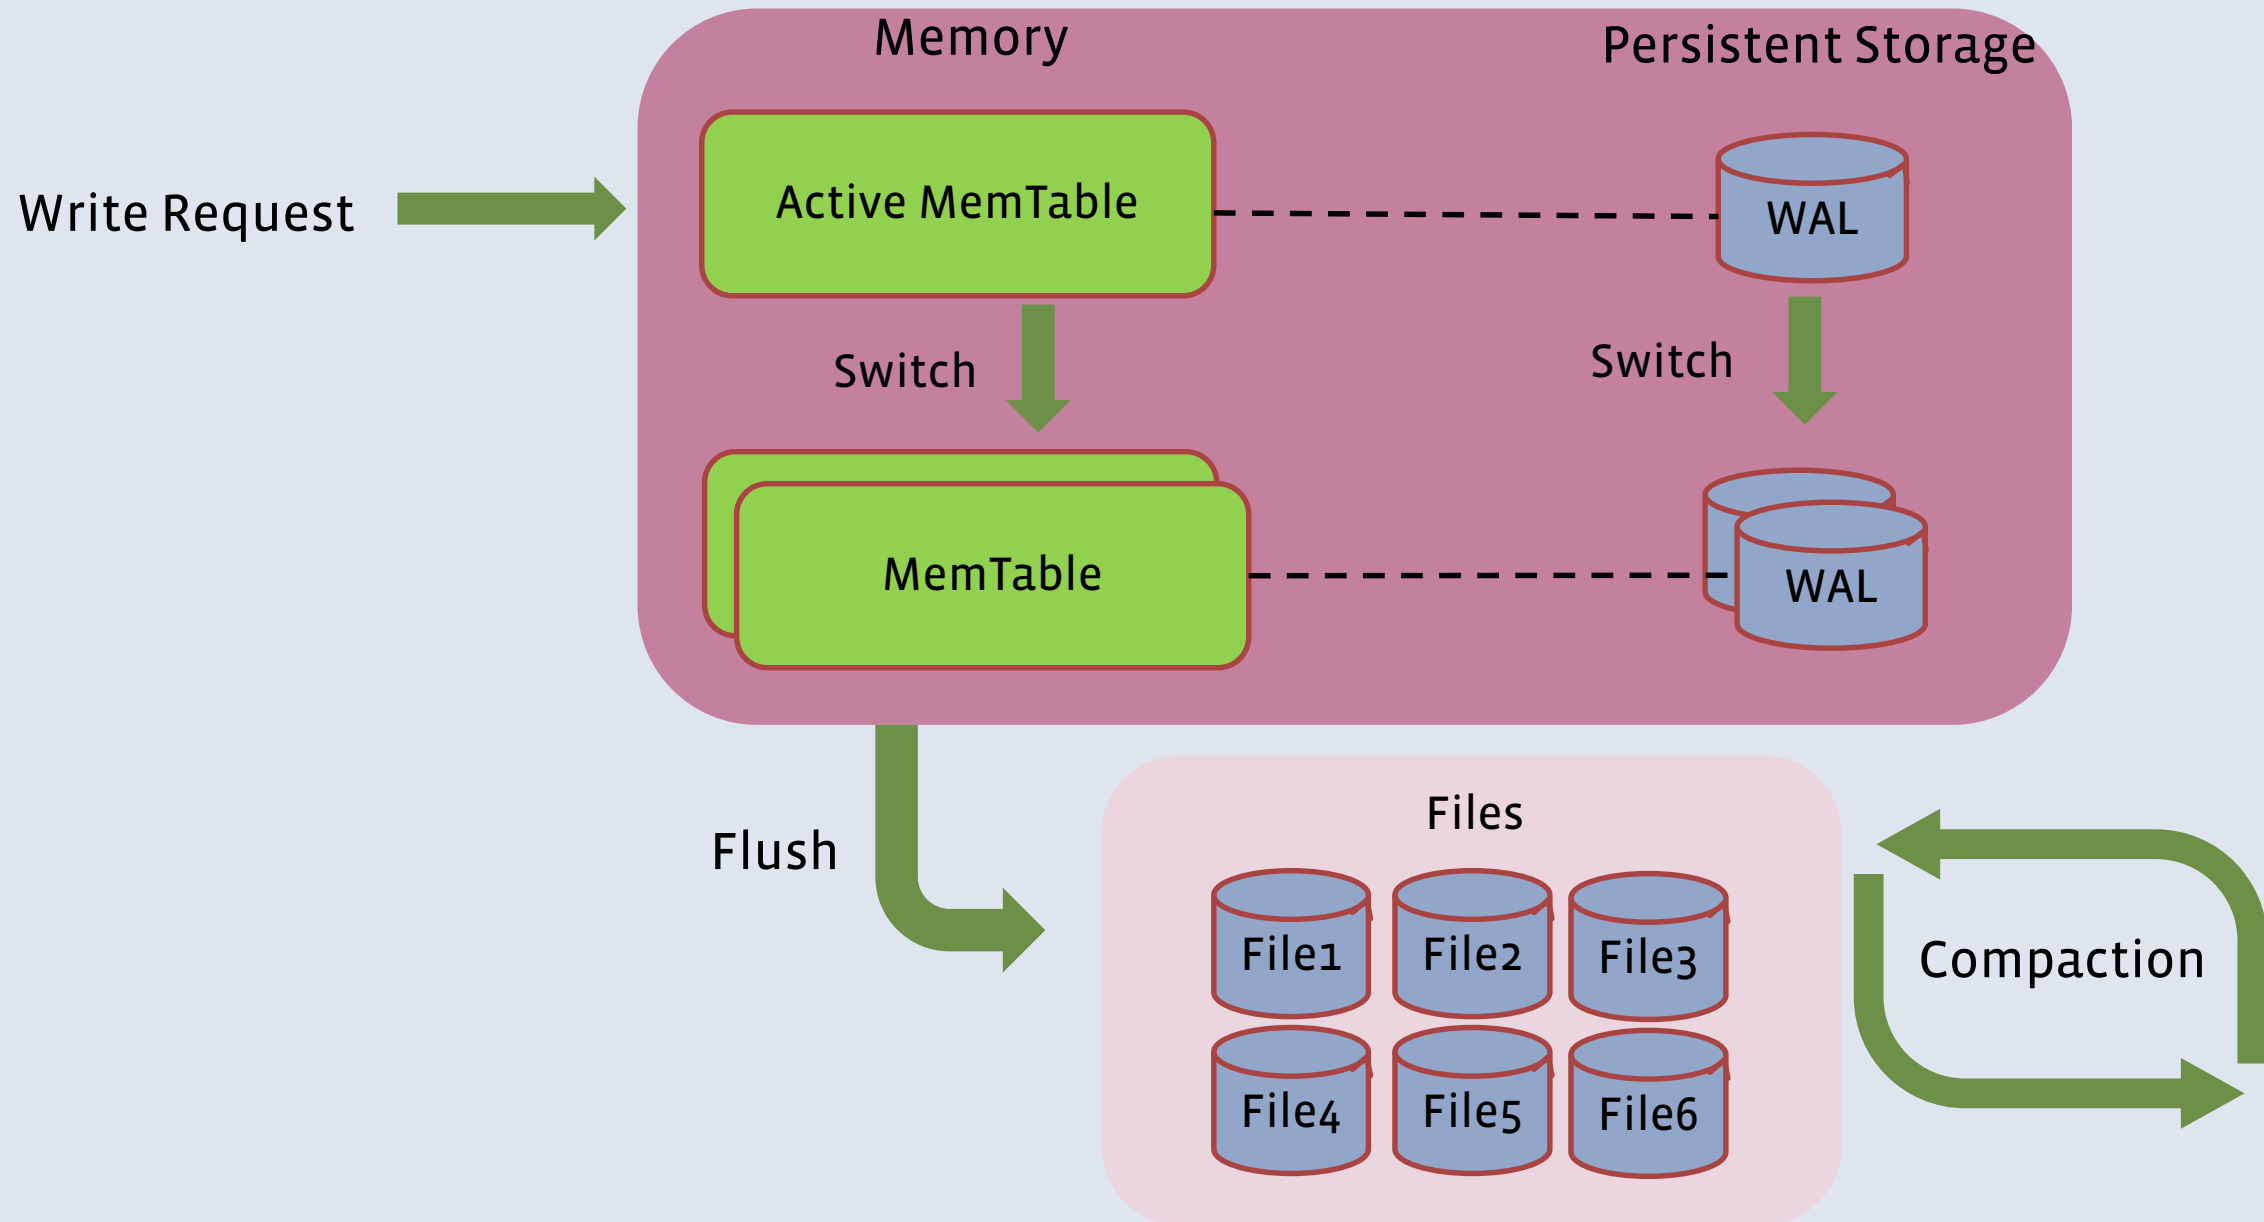 Memory
Persistent Storage
Write Request
Active MemTable
WAL
Switch
Switch
MemTable
WAL
Flush
Files
File1
File2
File3
Compaction
File4
File5
File6